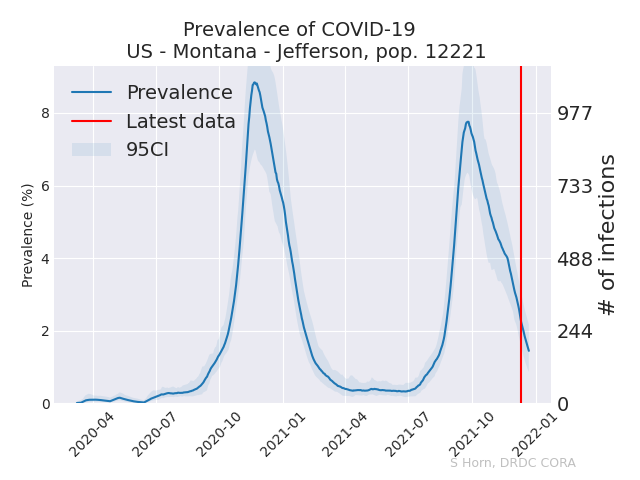 Prevalence of COVID-19
US - Montana - Jefferson, pop. 12221
Prevalence
Latest data
95CI
Prevalence (%)
8
6
4
2
0
977
733
488
244
0
# of infections
2020-04
2020-07
2020-10
2021-01
2021-04
2021-07
2021-10
2022-01
S Horn, DRDC CORA